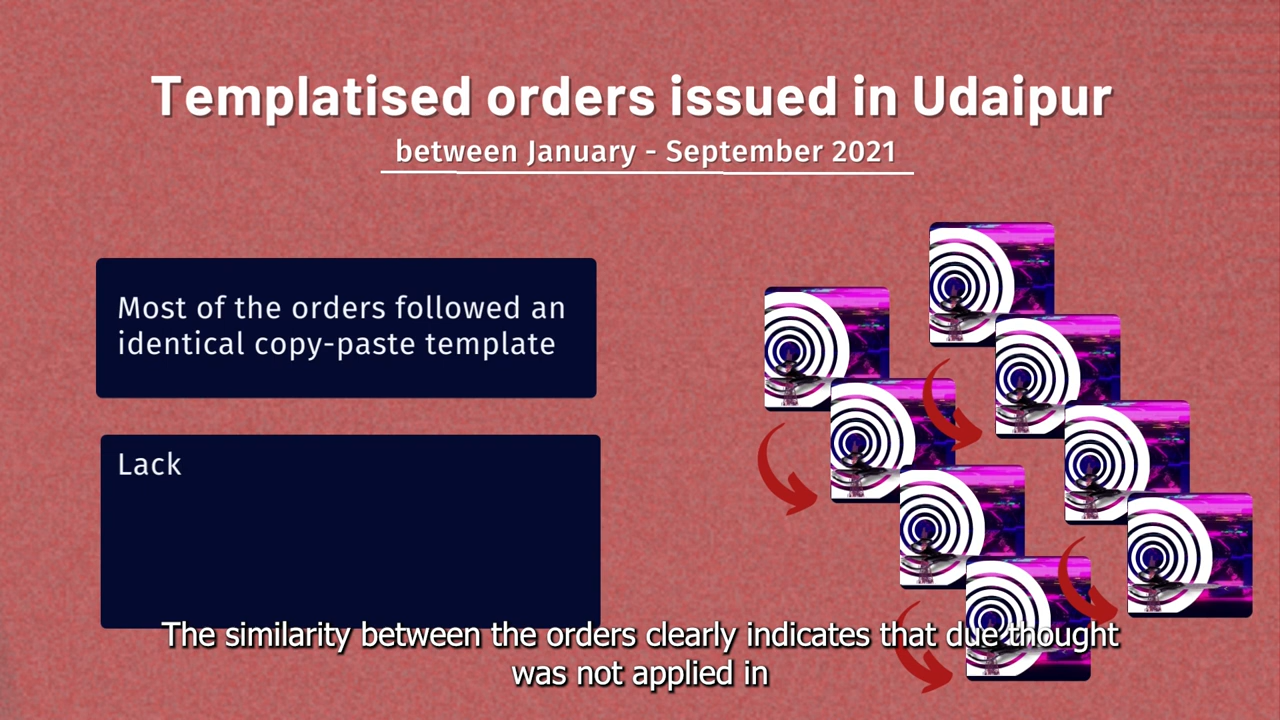 Templatised orders issued in Udaipur
between January - September 2021
Most of the orders followed an
identical copy-paste template
Lack
The similarity between the orders clearly indicates that due thought
was not applied in